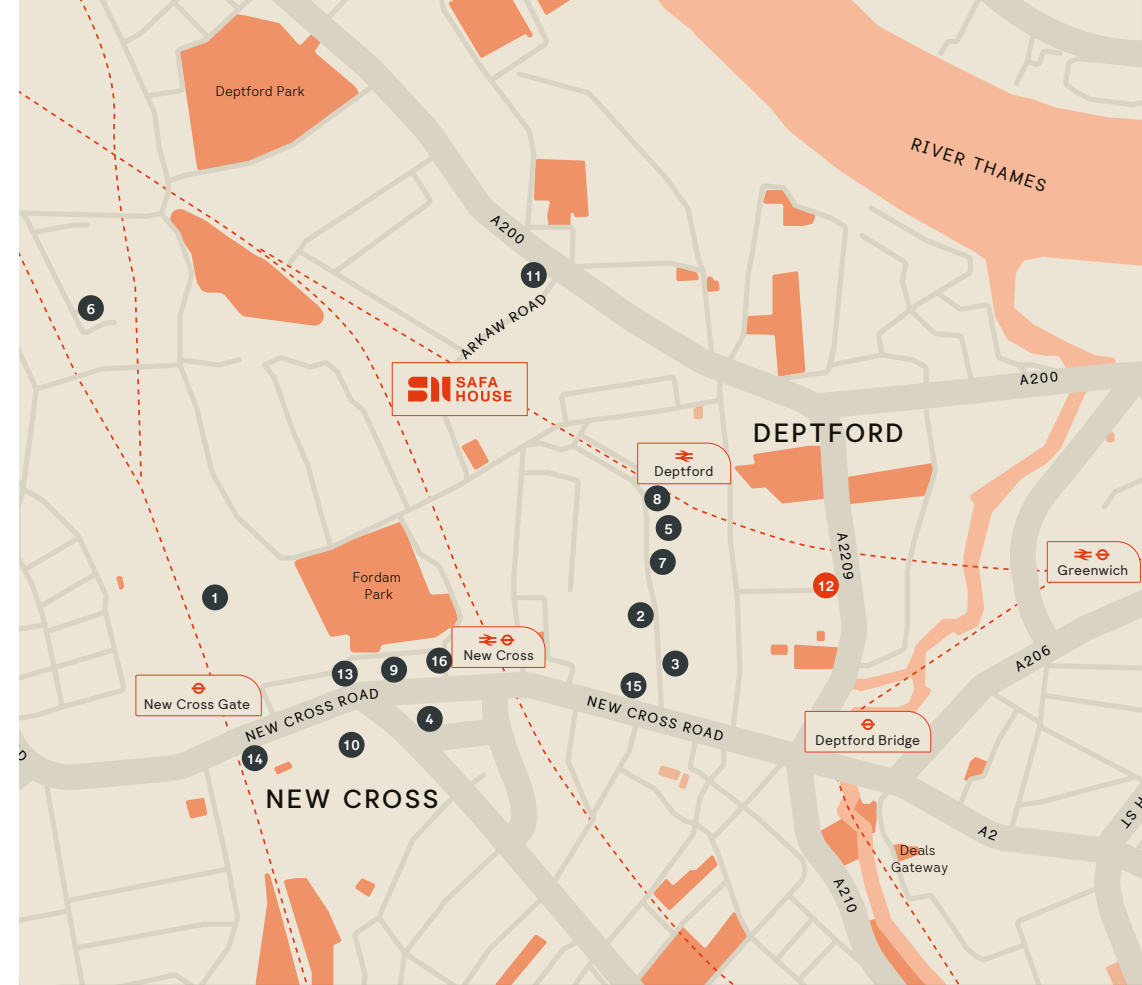 Deptford Park
RIVER THAMES
A200
11
6
ARKAW ROAD
SAFA
HOUSE
A200
DEPTFORD
Deptford
8
5
7
A2209
12
Greenwich
Fordam
Park
1
2
3
15
New Cross
16
9
13
New Cross Gate
NEW CROSS ROAD
NEW CROSS ROAD
A206
4
10
14
Deptford Bridge
NEW CROSS
A2
H ST
Deals
Gateway
A210